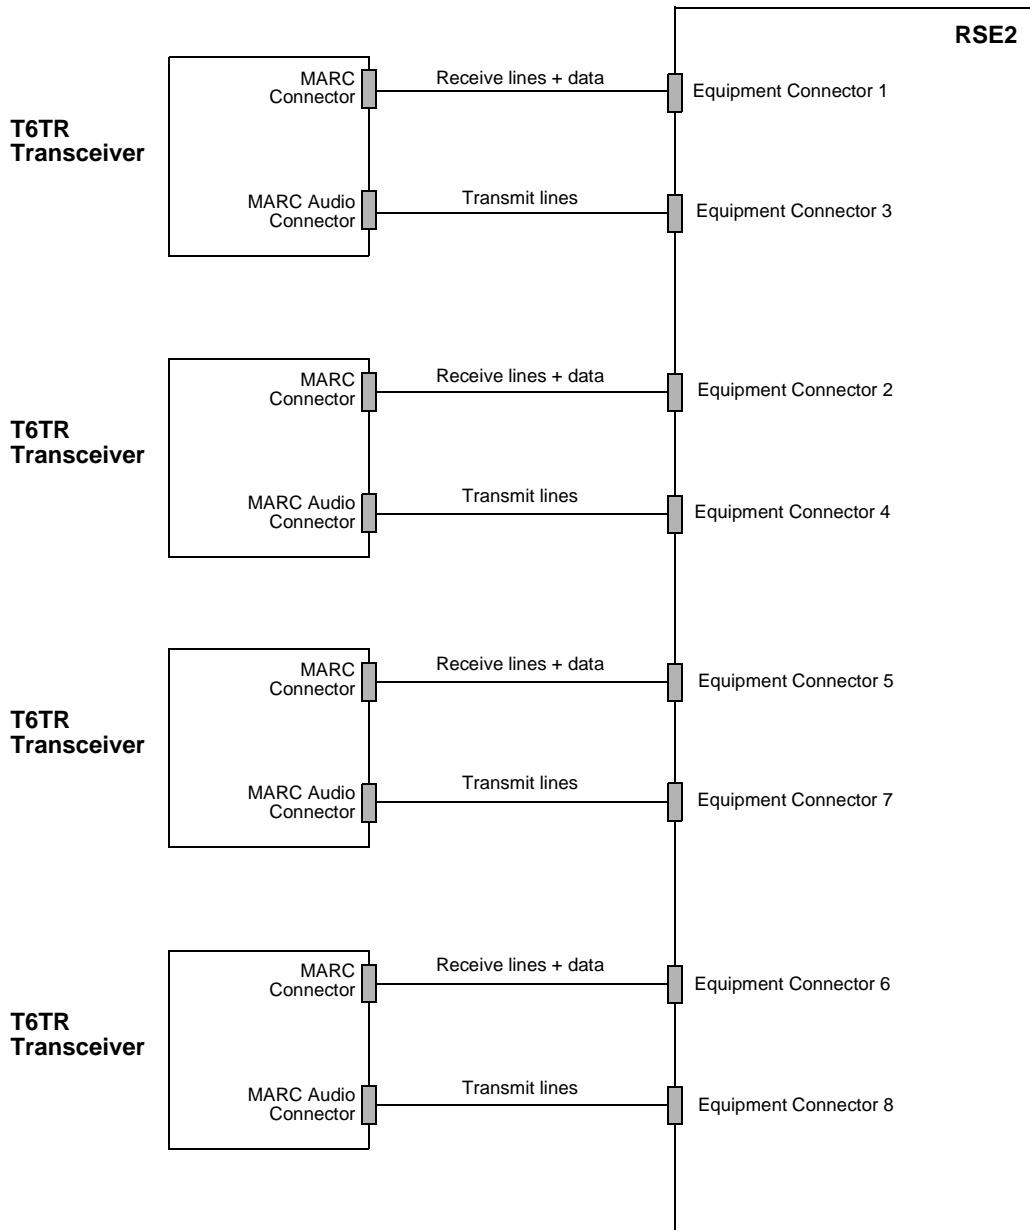 RSE2
T6TR
Transceiver
MARC
Connector
Receive lines + data
Equipment Connector 1
MARC Audio
Connector
Transmit lines
Equipment Connector 3
T6TR
Transceiver
MARC
Connector
Receive lines + data
Equipment Connector 2
MARC Audio
Connector
Transmit lines
Equipment Connector 4
T6TR
Transceiver
MARC
Connector
Receive lines + data
Equipment Connector 5
MARC Audio
Connector
Transmit lines
Equipment Connector 7
T6TR
Transceiver
MARC
Connector
Receive lines + data
Equipment Connector 6
MARC Audio
Connector
Transmit lines
Equipment Connector 8